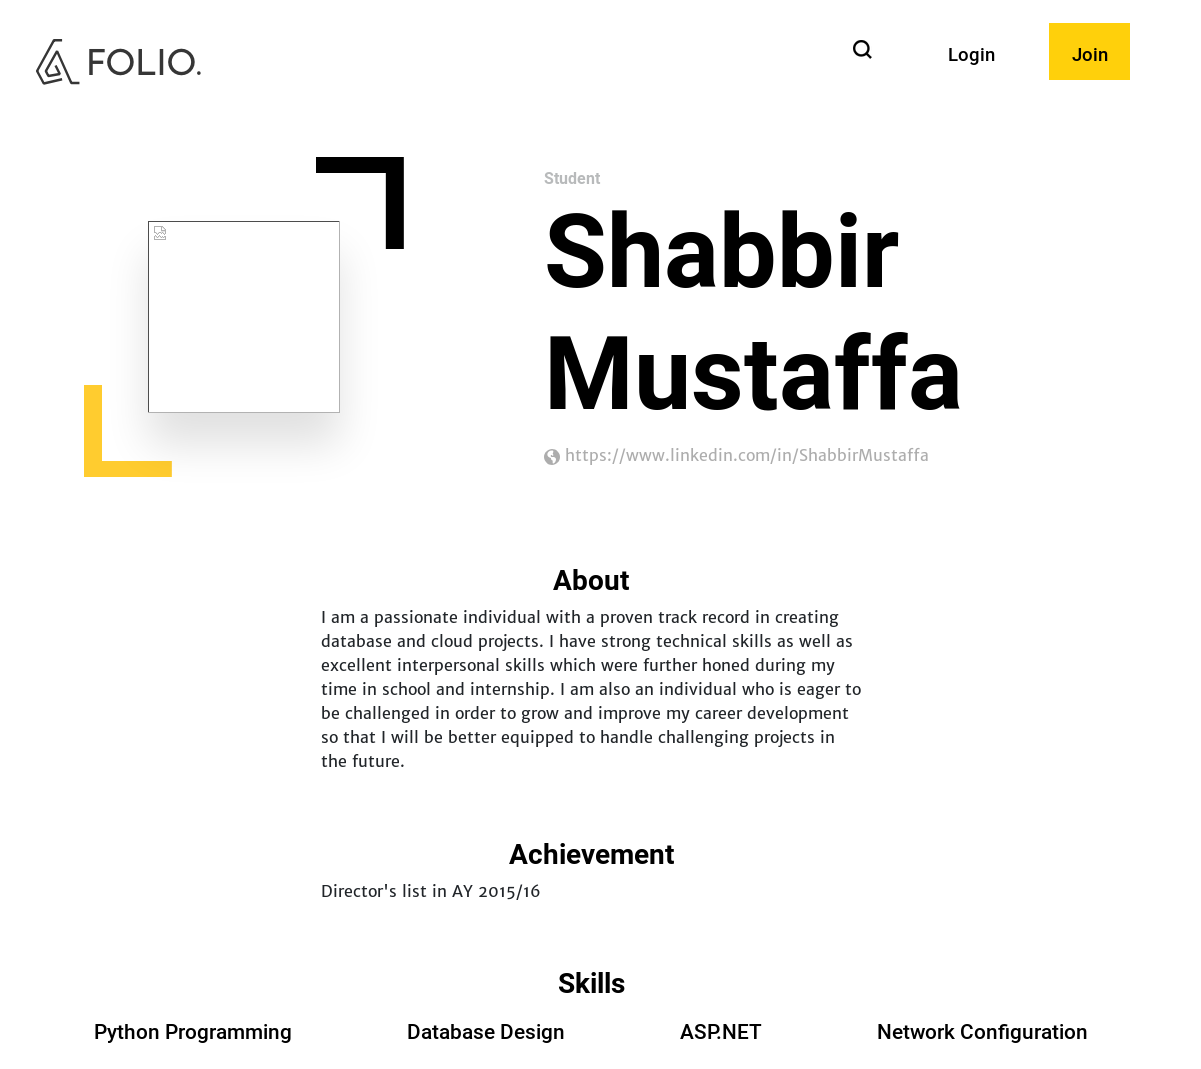 FOLIO.
Login
Join
Student
Shabbir
Mustaffa
https://www.linkedin.com/in/ShabbirMustaffa
About
I am a passionate individual with a proven track record in creating
database and cloud projects. I have strong technical skills as well as
excellent interpersonal skills which were further honed during my
time in school and internship. I am also an individual who is eager to
be challenged in order to grow and improve my career development
so that I will be better equipped to handle challenging projects in
the future.
Achievement
Director's list in AY 2015/16
Skills
Python Programming
Database Design
ASP.NET
Network Configuration